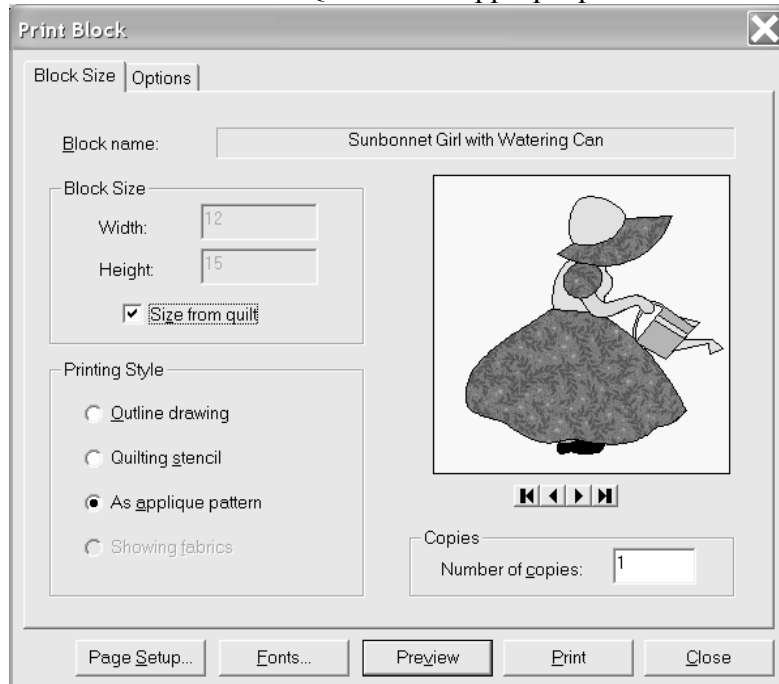 Print Block
Block Size
Options
Block name:
Sunbonnet Girl with Watering Can
Block Size
Width:
12
Height:
15
Size from quilt
Printing Style
Outline drawing
Quilting stencil
As applique pattern
Showing fabrics
Copies
Number of copies:
1
Page Setup...
Fonts...
Preview
Print
Close